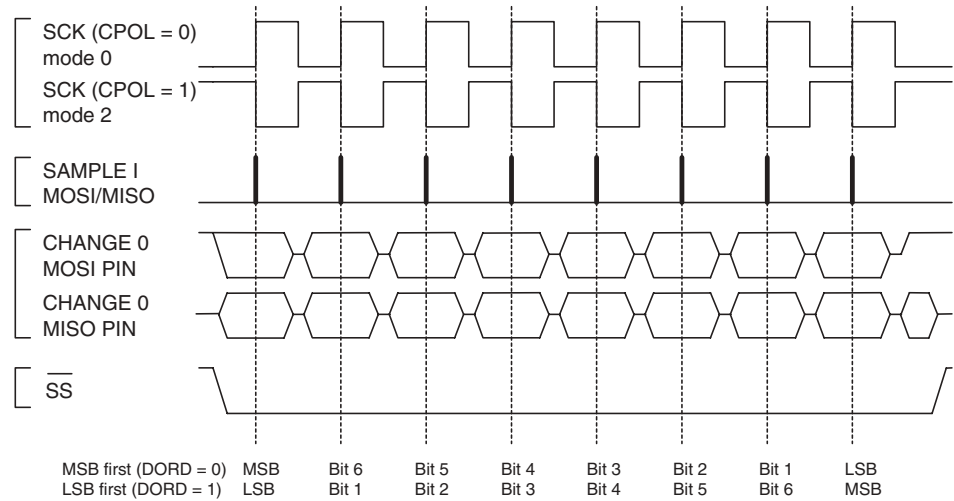 SCK (CPOL = 0)
mode 0
SCK (CPOL = 1)
mode 2
SAMPLE I
MOSI/MISO
CHANGE 0
MOSI PIN
CHANGE 0
MISO PIN
SS
MSB first (DORD = 0) MSB Bit 6 Bit 5 Bit 4 Bit 3 Bit 2 Bit 1 LSB
LSB first (DORD = 1) LSB Bit 1 Bit 2 Bit 3 Bit 4 Bit 5 Bit 6 MSB